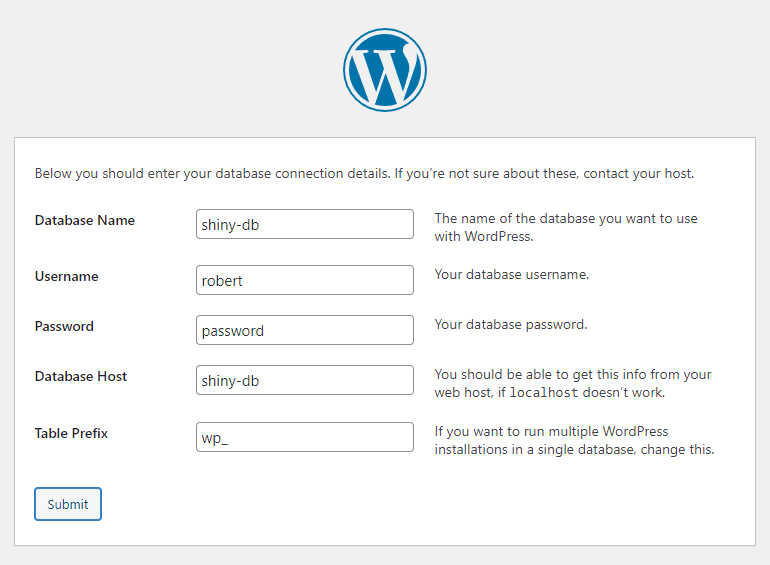 W
Below you should enter your database connection details. If you’re not sure about these, contact your host.
Database Name
shiny-db
The name of the database you want to use
with WordPress.
Username
robert
Your database username.
Password
password
Your database password.
Database Host
shiny-db
You should be able to get this info from your
web host, if localhost doesn’t work.
Table Prefix
wp_
If you want to run multiple WordPress
installations in a single database, change this.
Submit